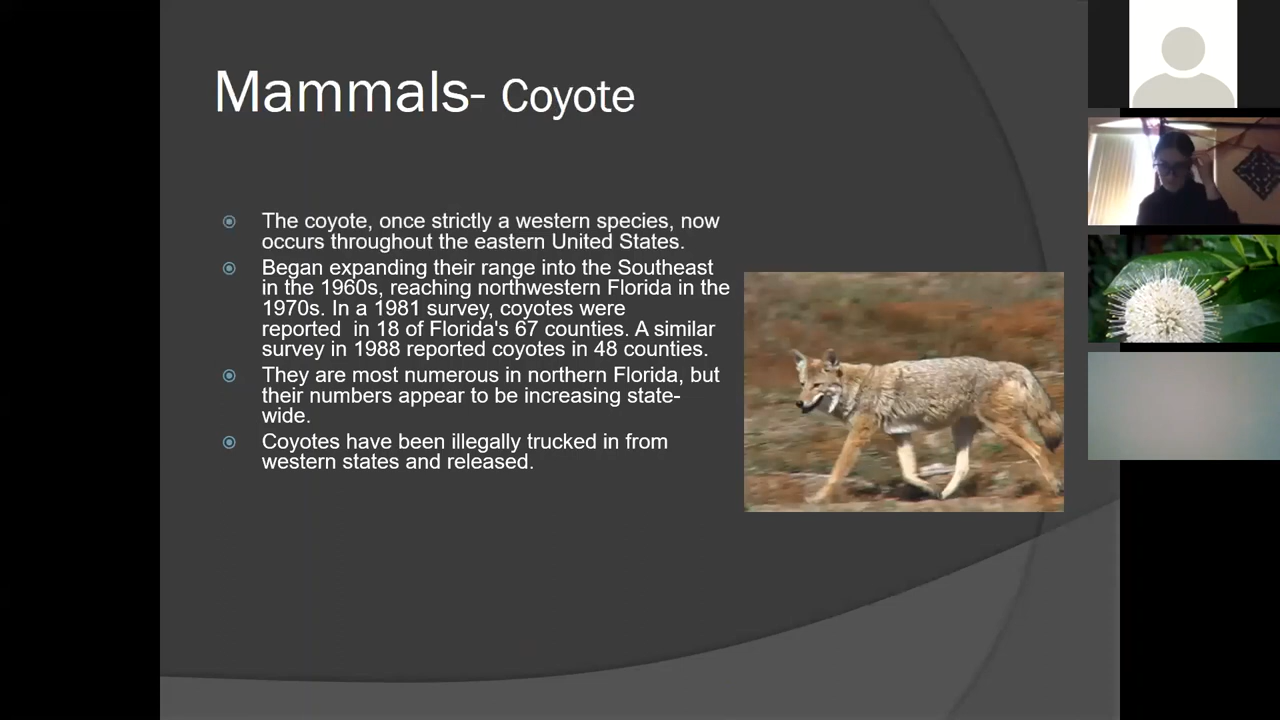 Mammals- Coyote
The coyote, once strictly a western species, now
occurs throughout the eastern United States.
Began expanding their range into the Southeast
in the 1960s, reaching northwestern Florida in the
1970s. In a 1981 survey, coyotes were
reported  in 18 of Florida's 67 counties. A similar
survey in 1988 reported coyotes in 48 counties.
They are most numerous in northern Florida, but
their numbers appear to be increasing state-
wide.
Coyotes have been illegally trucked in from
western states and released.